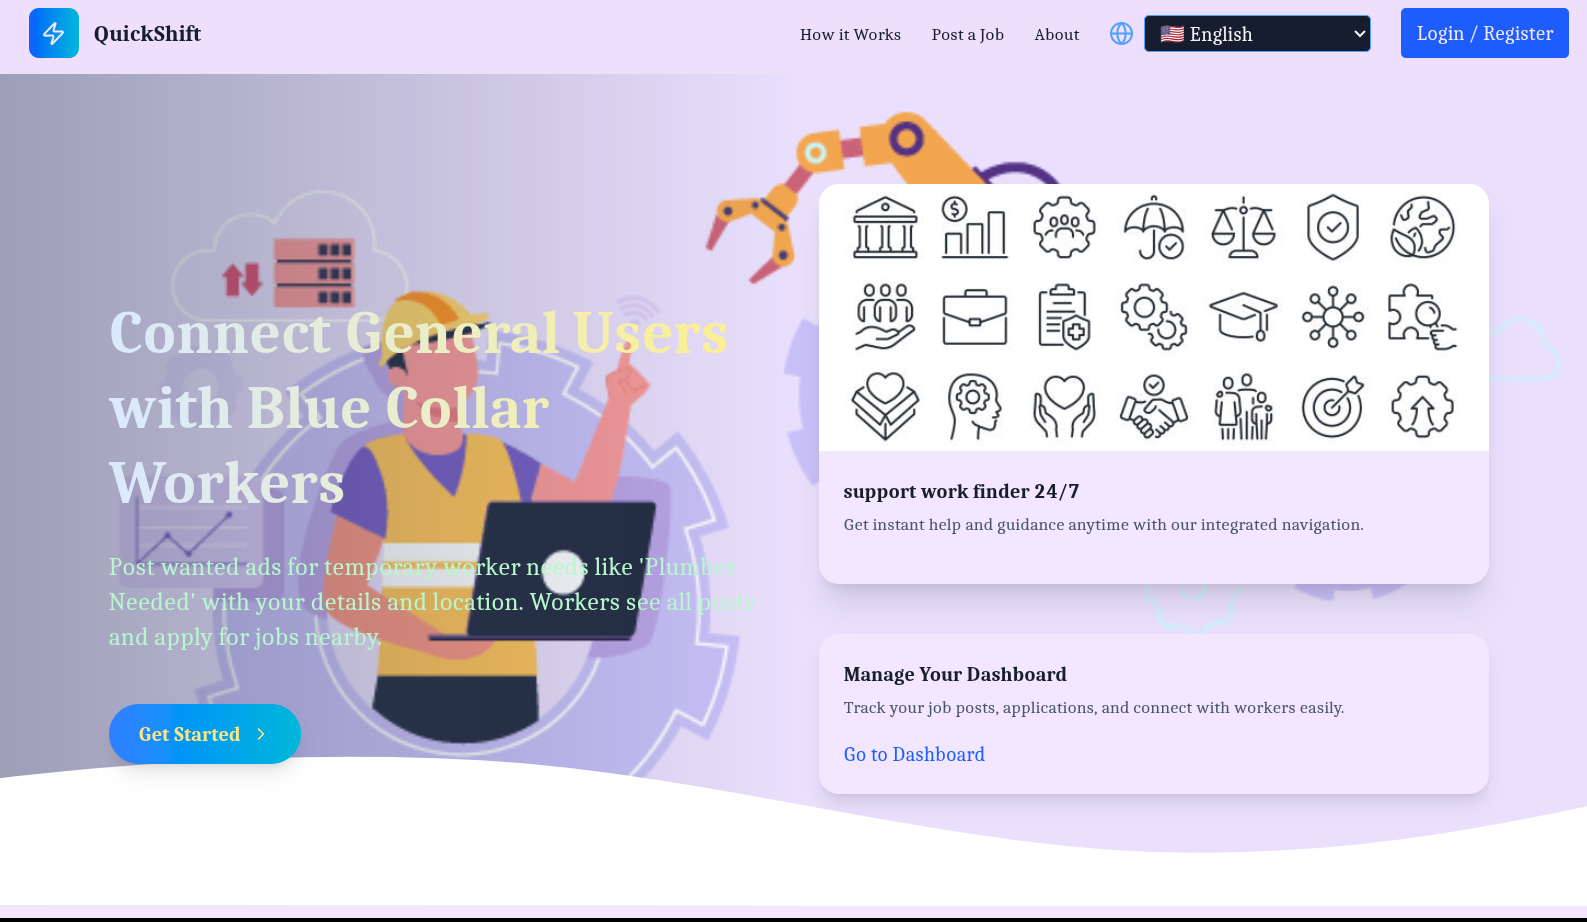 QuickShift
How it Works
Post a Job
About
English
Login / Register
Connect General Users
with Blue Collar
Workers
Post wanted ads for temporary worker needs like 'Plumber
Needed' with your details and location. Workers see all posts
and apply for jobs nearby.
Get Started
$
support work finder 24/7
Get instant help and guidance anytime with our integrated navigation.
Manage Your Dashboard
Track your job posts, applications, and connect with workers easily.
Go to Dashboard